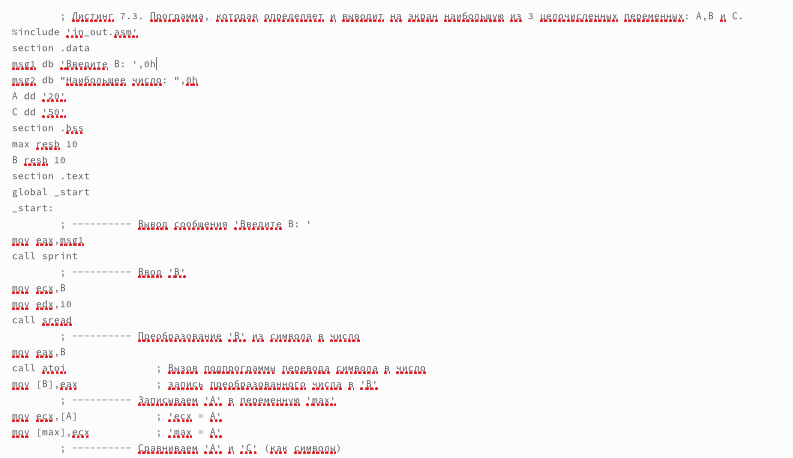 ; Листинг 7.3. Программа, которая определяет и выводит на экран наибольшую из 3 целочисленных переменных: A,B и C.
%include 'in_out.asm'
section .data
msg1 db 'Введите B: ',0h
msg2 db "Наибольшее число: ",0h
A dd '20'
C dd '50'
section .bss
max resb 10
B resb 10
section .text
global _start
_start:
; ---------- Вывод сообщения 'Введите B: '
mov eax,msg1
call sprint
; ---------- Ввод 'B'
mov ecx,B
mov edx,10
call sread
; ---------- Преобразование 'B' из символа в число
mov eax,B
call atoi ; Вызов подпрограммы перевода символа в число
mov [B],eax ; запись преобразованного числа в 'B'
; ---------- Записываем 'A' в переменную 'max'
mov ecx,[A] ; 'ecx = A'
mov [max],ecx ; 'max = A'
; ---------- Сравниваем 'A' и 'С' (как символы)